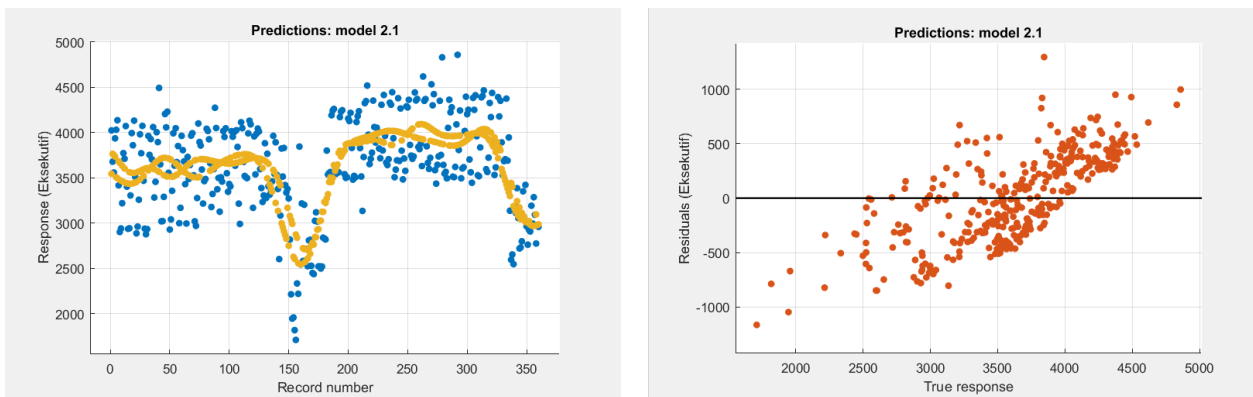 Predictions: model 2.1
5000
4500
4000
3500
3000
2500
2000
Response (Eksekutif)
0 50 100 150 200 250 300 350
Record number
Predictions: model 2.1
1000
500
0
-500
-1000
Residuals (Eksekutif)
2000 2500 3000 3500 4000 4500 5000
True response